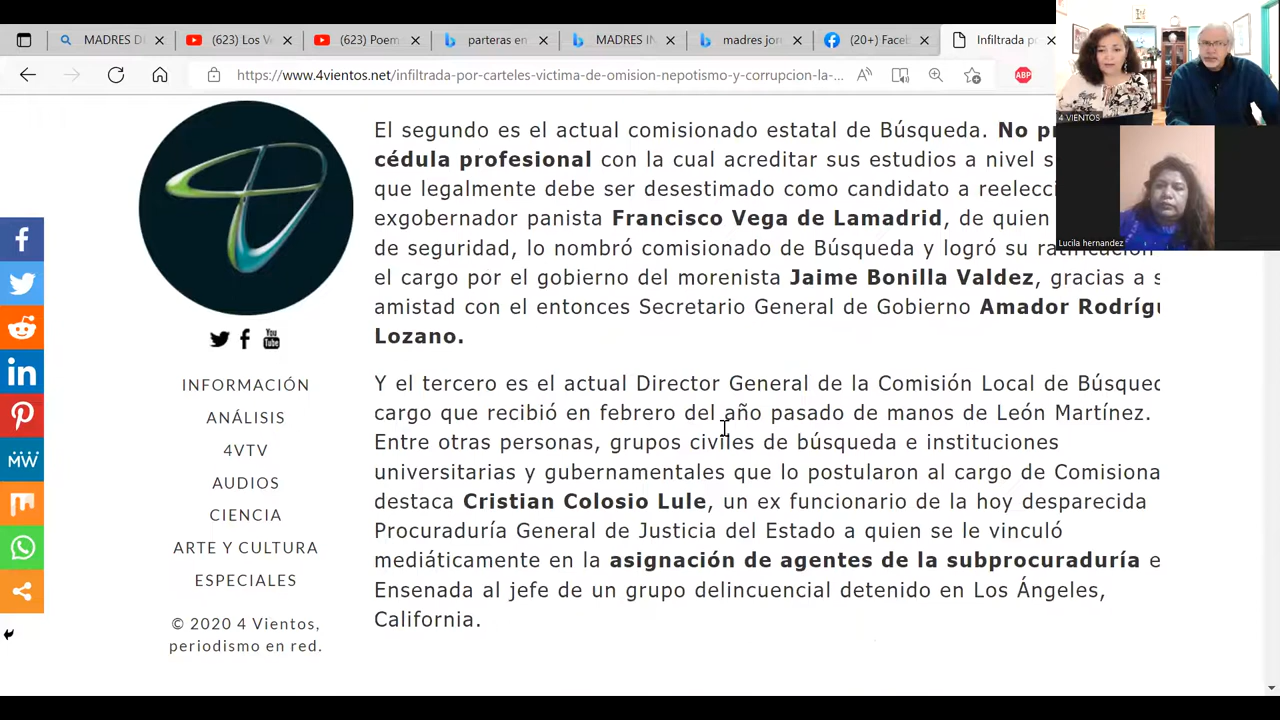 MADRES D
(623) Los V
(623) Poem
peneras en
MADRES IN
madres jor
(20+) Faceb
Infiltrada po
https://www.4vientos.net/infiltrada-por-carteles-victima-de-omision-nepotismo-y-corrupcion-la-...
ABP
4 VIENTOS
Lucila hernandez
El segundo es el actual comisionado estatal de Búsqueda. No pr
cédula profesional con la cual acreditar sus estudios a nivel s
que legalmente debe ser desestimado como candidato a reelecci
exgobernador panista Francisco Vega de Lamadrid, de quien
de seguridad, lo nombró comisionado de Búsqueda y logró su ratificación
el cargo por el gobierno del morenista Jaime Bonilla Valdez, gracias a s
amistad con el entonces Secretario General de Gobierno Amador Rodrígu
Lozano.
Y el tercero es el actual Director General de la Comisión Local de Búsqued
cargo que recibió en febrero del año pasado de manos de León Martínez.
Entre otras personas, grupos civiles de búsqueda e instituciones
universitarias y gubernamentales que lo postularon al cargo de Comisiona
destaca Cristian Colosio Lule, un ex funcionario de la hoy desparecida
Procuraduría General de Justicia del Estado a quien se le vinculó
mediáticamente en la asignación de agentes de la subprocuraduría e
Ensenada al jefe de un grupo delincuencial detenido en Los Ángeles,
California.
You
Tube
INFORMACIÓN
ANÁLISIS
4VTV
AUDIOS
CIENCIA
ARTE Y CULTURA
ESPECIALES
© 2020 4 Vientos,
periodismo en red.
MW